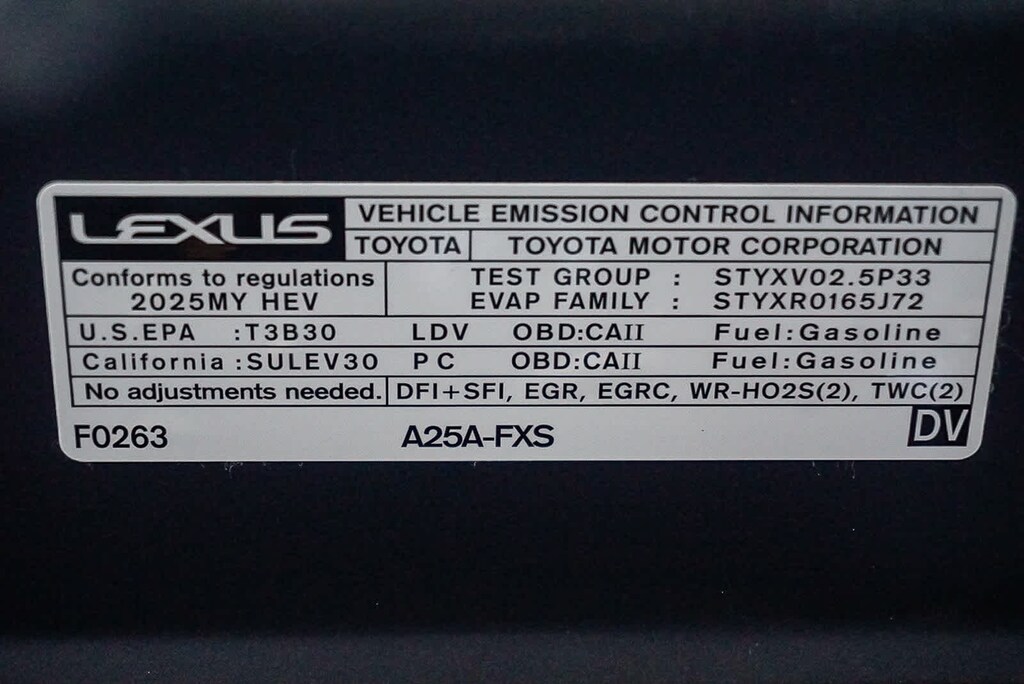 LEXUS
VEHICLE EMISSION CONTROL INFORMATION
TOYOTA TOYOTA MOTOR CORPORATION
Conforms to regulations
2025MY HEV
TEST GROUP : STYXV02.5P33
EVAP FAMILY : STYXR0165J72
U.S.EPA :T3B30 LDV OBD:CAII Fuel:Gasoline
California :SULEV30 PC OBD:CAII Fuel:Gasoline
No adjustments needed. DFI+SFI, EGR, EGRC, WR-HO2S(2), TWC(2)
F0263 A25A-FXS DV